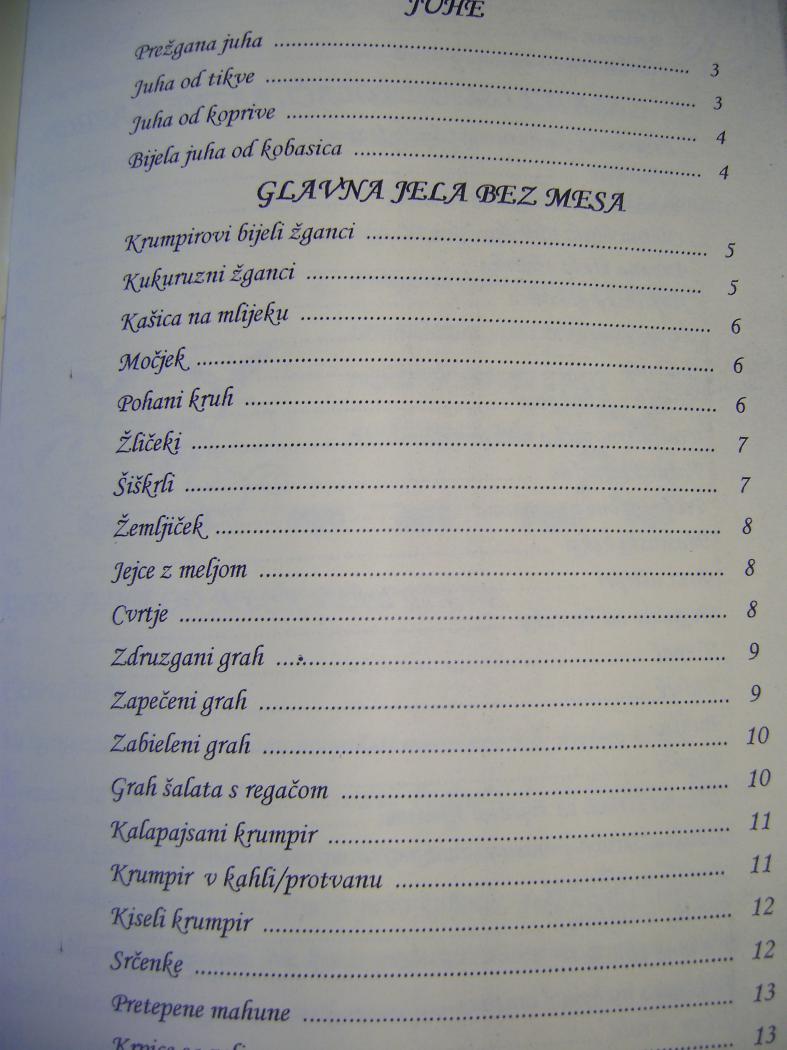 JUHE
Prežgana juha ........ 3
Juha od tikve ........ 3
Juha od koprive ........ 4
Bijela juha od kobasica ........ 4
GLAVNA JELA BEZ MESA
Krumpirovi bijeli žganci ........ 5
Kukuruzni žganci ........ 5
Kašica na mlijeku ........ 6
Močjek ........ 6
Pohani kruh ........ 6
Žličeki ........ 7
Šiškrli ........ 7
Žemljiček ........ 8
Jejce z meljom ........ 8
Cvrtje ........ 8
Zdruzgani grah ........ 9
Zapečeni grah ........ 9
Zabieleni grah ........ 10
Grah šalata s regačom ........ 10
Kalapajsani krumpir ........ 11
Krumpir v kahli/protvanu ........ 11
Kiseli krumpir ........ 12
Srčenke ........ 12
Pretepene mahune ........ 13
13